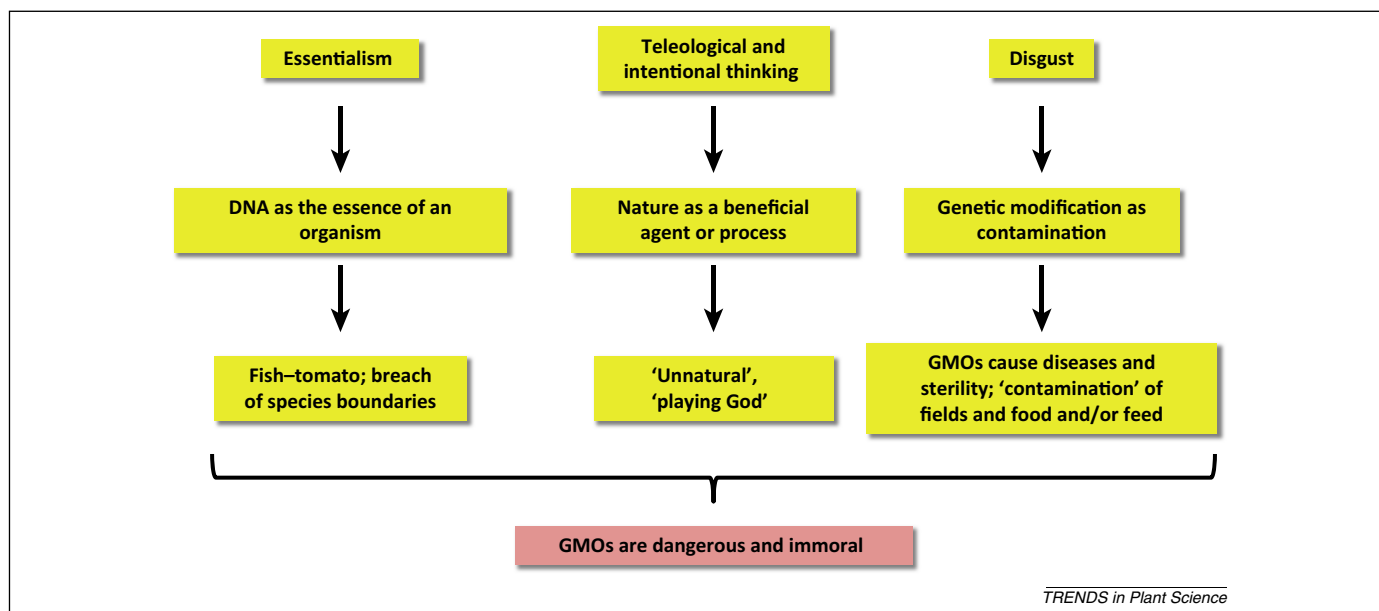 Essentialism
Teleological and
intentional thinking
Disgust
DNA as the essence of an
organism
Nature as a beneficial
agent or process
Genetic modification as
contamination
Fish–tomato; breach
of species boundaries
‘Unnatural’,
‘playing God’
GMOs cause diseases and
sterility; ‘contamination’ of
fields and food and/or feed
GMOs are dangerous and immoral
TRENDS in Plant Science